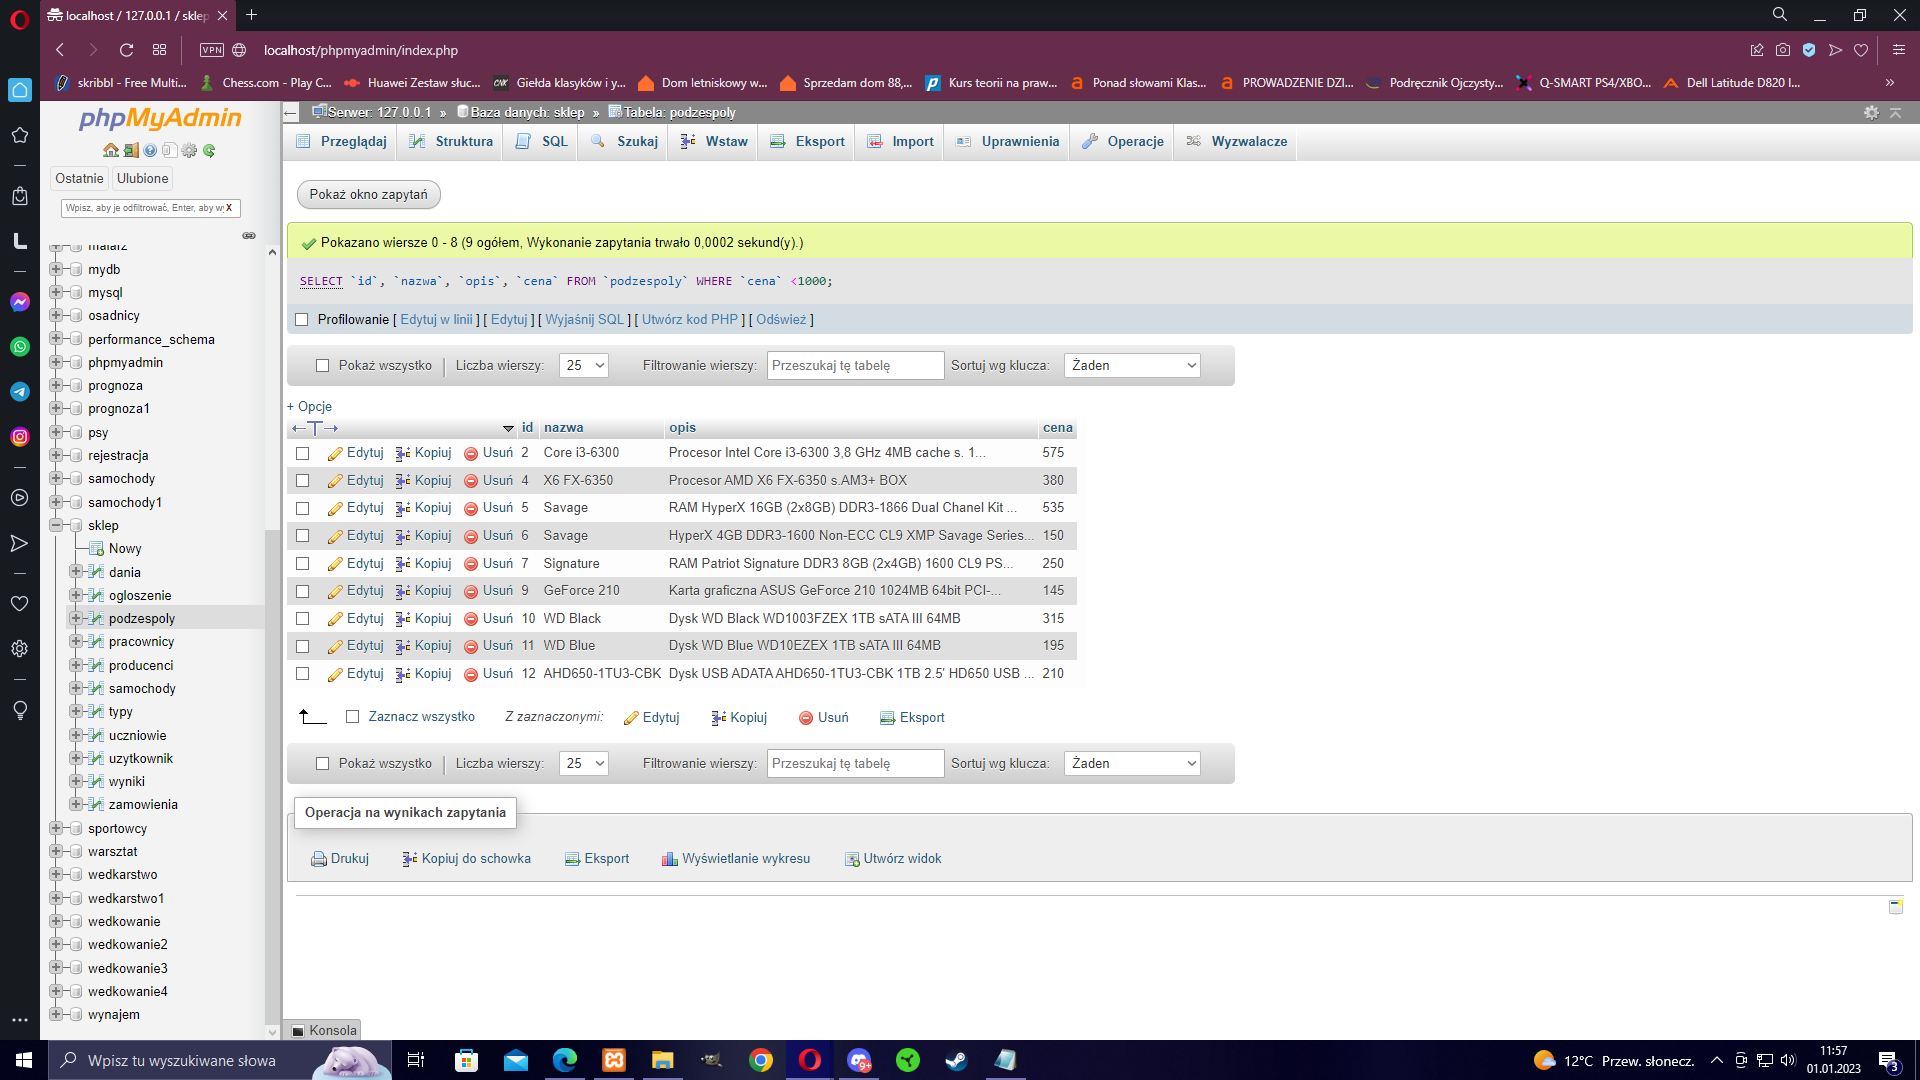 localhost / 127.0.0.1 / sklep
VPN localhost/phpmyadmin/index.php
skribbl - Free Multi... Chess.com - Play C... Huawei Zestaw słuc... CNK Giełda klasyków i y... Dom letniskowy w... Sprzedam dom 88,... Kurs teorii na praw... Ponad słowami Klas... PROWADZENIE DZI... Podręcznik Ojczysty... Q-SMART PS4/XBO... Dell Latitude D820 I... »
phpMyAdmin
Ostatnie Ulubione
Wpisz, aby je odfiltrować, Enter, aby wy X
malarz
mydb
mysql
osadnicy
performance_schema
phpmyadmin
prognoza
prognoza1
psy
rejestracja
samochody
samochody1
sklep
Nowy
dania
ogloszenie
podzespoly
pracownicy
producenci
samochody
typy
uczniowie
uzytkownik
wyniki
zamowienia
sportowcy
warsztat
wedkarstwo
wedkarstwo1
wedkowanie
wedkowanie2
wedkowanie3
wedkowanie4
wynajem
Serwer: 127.0.0.1 » Baza danych: sklep » Tabela: podzespoly
Przeglądaj Struktura SQL Szukaj Wstaw Eksport Import Uprawnienia Operacje Wyzwalacze
Pokaż okno zapytań
Pokazano wiersze 0 - 8 (9 ogółem, Wykonanie zapytania trwało 0,0002 sekund(y).)
SELECT `id`, `nazwa`, `opis`, `cena` FROM `podzespoly` WHERE `cena` <1000;
Profilowanie [ Edytuj w linii ] [ Edytuj ] [ Wyjaśnij SQL ] [ Utwórz kod PHP ] [ Odśwież ]
Pokaż wszystko Liczba wierszy: 25 Filtrowanie wierszy: Przeszukaj tę tabelę Sortuj wg klucza: Żaden
+ Opcje
←T→ id nazwa opis cena
Edytuj Kopiuj Usuń 2 Core i3-6300 Procesor Intel Core i3-6300 3,8 GHz 4MB cache s. 1... 575
Edytuj Kopiuj Usuń 4 X6 FX-6350 Procesor AMD X6 FX-6350 s.AM3+ BOX 380
Edytuj Kopiuj Usuń 5 Savage RAM HyperX 16GB (2x8GB) DDR3-1866 Dual Chanel Kit ... 535
Edytuj Kopiuj Usuń 6 Savage HyperX 4GB DDR3-1600 Non-ECC CL9 XMP Savage Series... 150
Edytuj Kopiuj Usuń 7 Signature RAM Patriot Signature DDR3 8GB (2x4GB) 1600 CL9 PS... 250
Edytuj Kopiuj Usuń 9 GeForce 210 Karta graficzna ASUS GeForce 210 1024MB 64bit PCI-... 145
Edytuj Kopiuj Usuń 10 WD Black Dysk WD Black WD1003FZEX 1TB sATA III 64MB 315
Edytuj Kopiuj Usuń 11 WD Blue Dysk WD Blue WD10EZEX 1TB sATA III 64MB 195
Edytuj Kopiuj Usuń 12 AHD650-1TU3-CBK Dysk USB ADATA AHD650-1TU3-CBK 1TB 2.5' HD650 USB ... 210
Zaznacz wszystko Z zaznaczonymi: Edytuj Kopiuj Usuń Eksport
Pokaż wszystko Liczba wierszy: 25 Filtrowanie wierszy: Przeszukaj tę tabelę Sortuj wg klucza: Żaden
Operacja na wynikach zapytania
Drukuj Kopiuj do schowka Eksport Wyświetlanie wykresu Utwórz widok
Konsola
Wpisz tu wyszukiwane słowa
9+
12°C Przew. słonecz.
11:57
01.01.2023
3